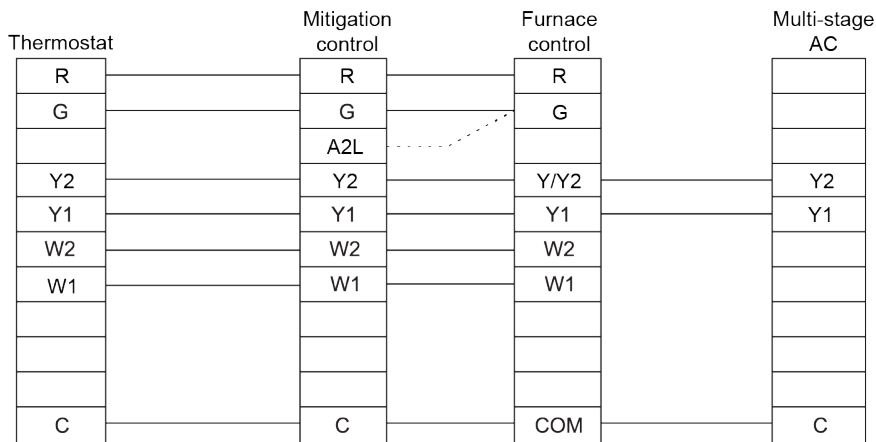 Thermostat
Mitigation
control
Furnace
control
Multi-stage
AC
R R R
G G G
A2L
Y2 Y2 Y/Y2 Y2
Y1 Y1 Y1 Y1
W2 W2 W2
W1 W1 W1
C C COM C